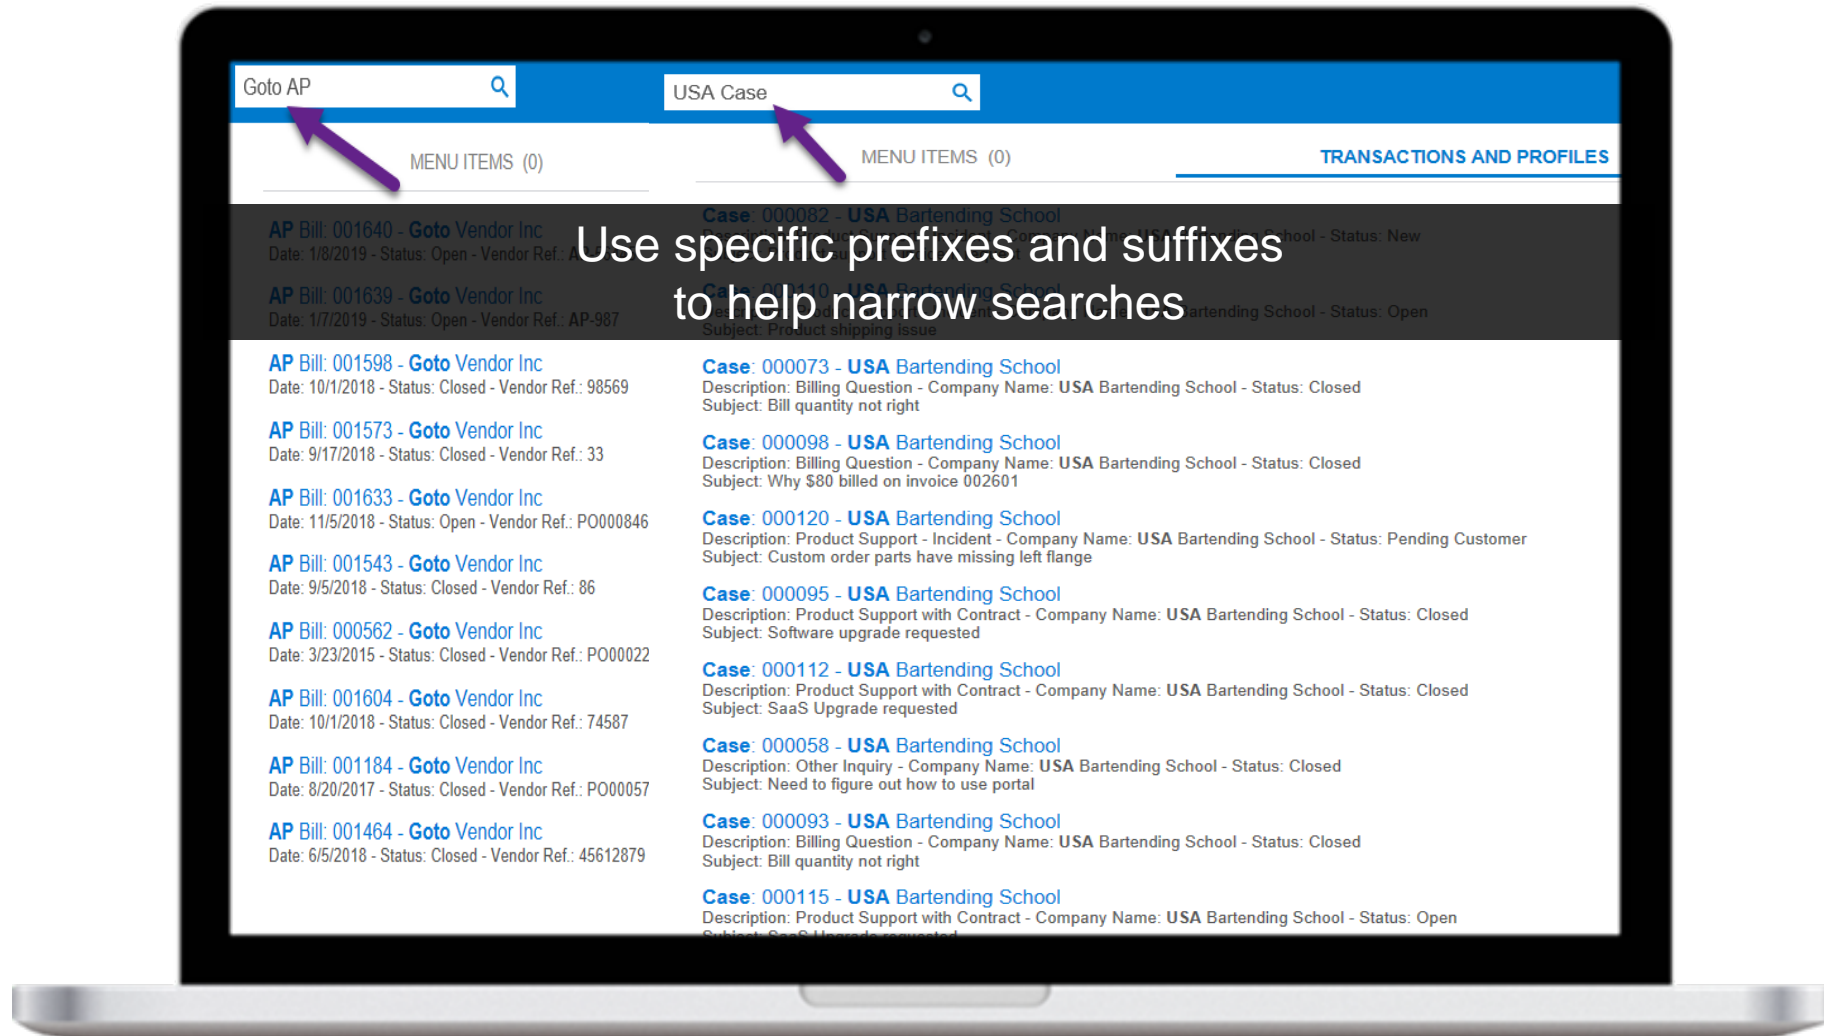 Goto AP
MENU ITEMS (0)
AP Bill: 001640 - Goto Vendor Inc
Date: 1/8/2019 - Status: Open - Vendor Ref.:
AP Bill: 001639 - Goto Vendor Inc
Date: 1/7/2019 - Status: Open - Vendor Ref.: AP-987
AP Bill: 001598 - Goto Vendor Inc
Date: 10/1/2018 - Status: Closed - Vendor Ref.: 98569
AP Bill: 001573 - Goto Vendor Inc
Date: 9/17/2018 - Status: Closed - Vendor Ref.: 33
AP Bill: 001633 - Goto Vendor Inc
Date: 11/5/2018 - Status: Open - Vendor Ref.: PO000846
AP Bill: 001543 - Goto Vendor Inc
Date: 9/5/2018 - Status: Closed - Vendor Ref.: 86
AP Bill: 000562 - Goto Vendor Inc
Date: 3/23/2015 - Status: Closed - Vendor Ref.: PO00022
AP Bill: 001604 - Goto Vendor Inc
Date: 10/1/2018 - Status: Closed - Vendor Ref.: 74587
AP Bill: 001184 - Goto Vendor Inc
Date: 8/20/2017 - Status: Closed - Vendor Ref.: PO00057
AP Bill: 001464 - Goto Vendor Inc
Date: 6/5/2018 - Status: Closed - Vendor Ref.: 45612879
USA Case
MENU ITEMS (0)
TRANSACTIONS AND PROFILES
Use specific prefixes and suffixes
to help narrow searches
Case: 000082 - USA Bartending School
School - Status: New
Case: 000110 - USA Bartending School
Bartending School - Status: Open
Subject: Product shipping issue
Case: 000073 - USA Bartending School
Description: Billing Question - Company Name: USA Bartending School - Status: Closed
Subject: Bill quantity not right
Case: 000098 - USA Bartending School
Description: Billing Question - Company Name: USA Bartending School - Status: Closed
Subject: Why $80 billed on invoice 002601
Case: 000120 - USA Bartending School
Description: Product Support - Incident - Company Name: USA Bartending School - Status: Pending Customer
Subject: Custom order parts have missing left flange
Case: 000095 - USA Bartending School
Description: Product Support with Contract - Company Name: USA Bartending School - Status: Closed
Subject: Software upgrade requested
Case: 000112 - USA Bartending School
Description: Product Support with Contract - Company Name: USA Bartending School - Status: Closed
Subject: SaaS Upgrade requested
Case: 000058 - USA Bartending School
Description: Other Inquiry - Company Name: USA Bartending School - Status: Closed
Subject: Need to figure out how to use portal
Case: 000093 - USA Bartending School
Description: Billing Question - Company Name: USA Bartending School - Status: Closed
Subject: Bill quantity not right
Case: 000115 - USA Bartending School
Description: Product Support with Contract - Company Name: USA Bartending School - Status: Open
Subject: SaaS Upgrade requested